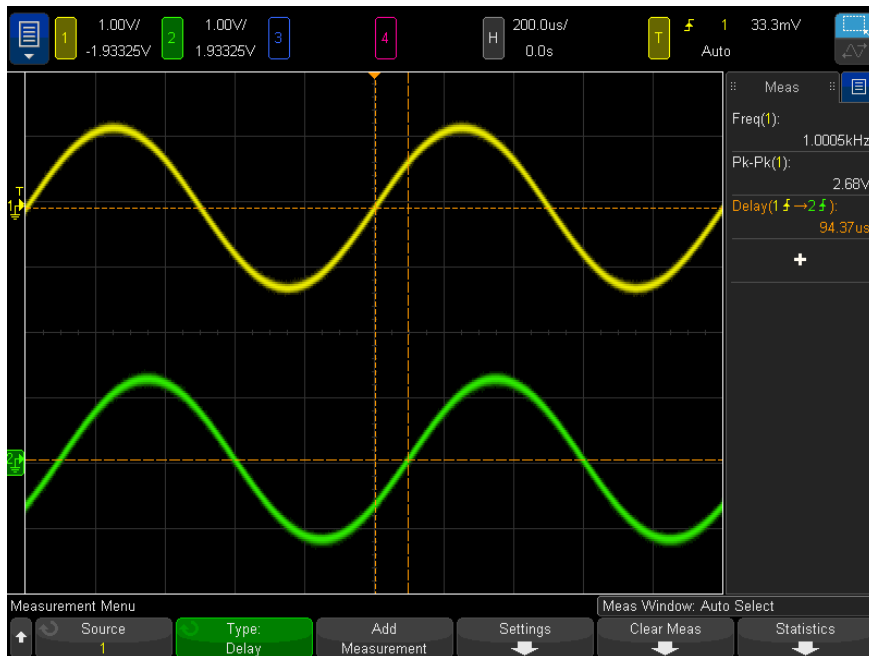 1 1.00V/ 2 1.00V/ 3 4 H 200.0us/ T 1 33.3mV
-1.93325V 1.93325V 0.0s Auto
Meas
Freq(1):
1.0005kHz
Pk-Pk(1):
2.68V
Delay(1→2):
94.37us
+
T
1
2
Measurement Menu
Meas Window: Auto Select
Source
1
Type:
Delay
Add
Measurement
Settings
Clear Meas
Statistics